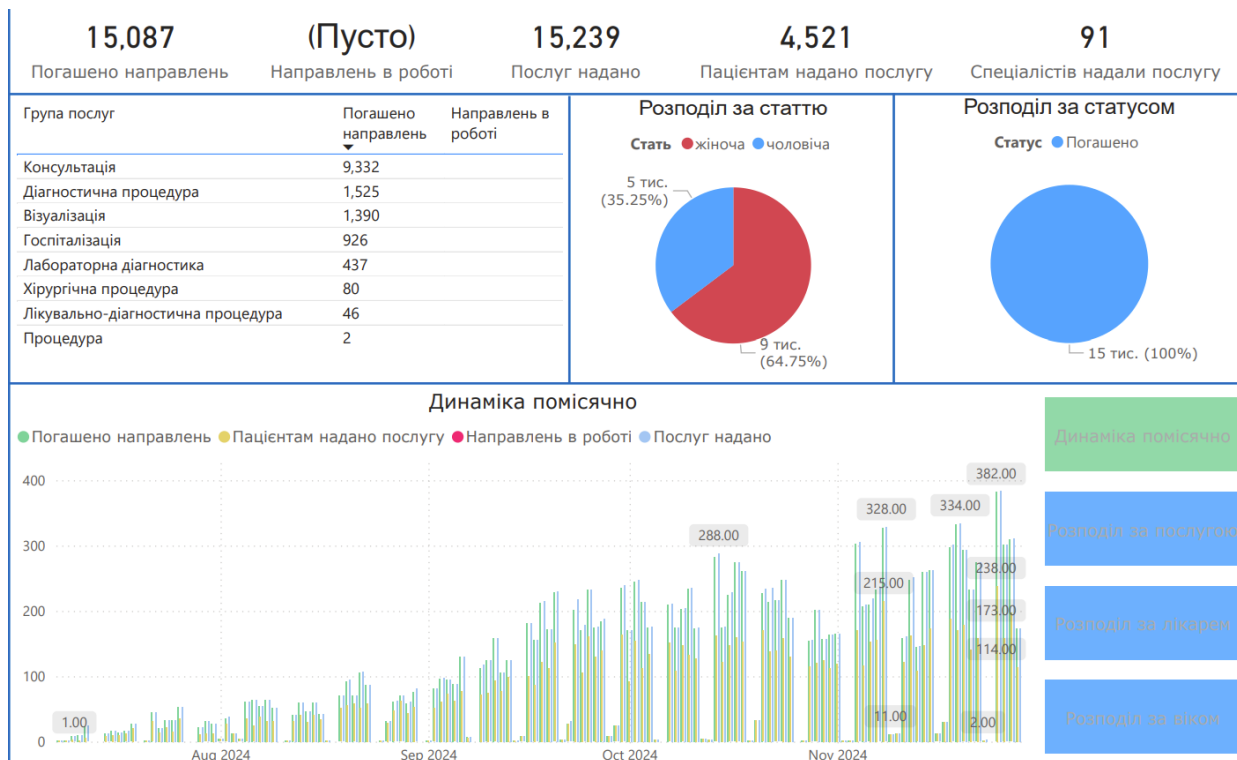 15,087
Погашено направлень
(Пусто)
Направлень в роботі
15,239
Послуг надано
4,521
Пацієнтам надано послугу
91
Спеціалістів надали послугу
Група послуг Погашено направлень Направлень в роботі
Консультація 9,332
Діагностична процедура 1,525
Візуалізація 1,390
Госпіталізація 926
Лабораторна діагностика 437
Хірургічна процедура 80
Лікувально-діагностична процедура 46
Процедура 2
Розподіл за статтю
Стать жіноча чоловіча
5 тис.
(35.25%)
9 тис.
(64.75%)
Розподіл за статусом
Статус Погашено
15 тис. (100%)
Динаміка помісячно
Погашено направлень Пацієнтам надано послугу Направлень в роботі Послуг надано
400
300
200
100
0
1.00
288.00
328.00
215.00
11.00
334.00
382.00
238.00
173.00
114.00
2.00
Aug 2024
Sep 2024
Oct 2024
Nov 2024
Динаміка помісячно
Розподіл за послугою
Розподіл за лікарем
Розподіл за віком